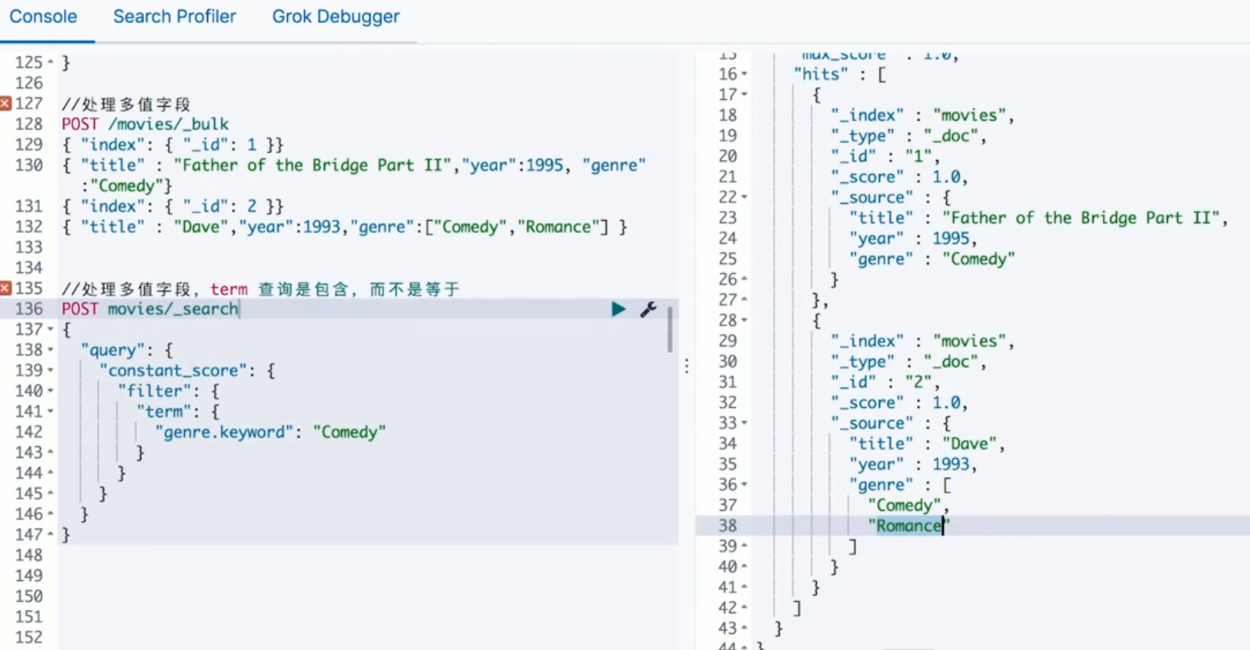 Console Search Profiler Grok Debugger
125 }
126
127 //处理多值字段
128 POST /movies/_bulk
129 { "index": { "_id": 1 }}
130 { "title" : "Father of the Bridge Part II","year":1995, "genre"
:"Comedy"}
131 { "index": { "_id": 2 }}
132 { "title" : "Dave","year":1993,"genre":["Comedy","Romance"] }
133
134
135 //处理多值字段, term 查询是包含, 而不是等于
136 POST movies/_search
137 {
138 "query": {
139 "constant_score": {
140 "filter": {
141 "term": {
142 "genre.keyword": "Comedy"
143 }
144 }
145 }
146 }
147 }
148
149
150
151
152
15 "max_score" : 1.0,
16 "hits" : [
17 {
18 "_index" : "movies",
19 "_type" : "_doc",
20 "_id" : "1",
21 "_score" : 1.0,
22 "_source" : {
23 "title" : "Father of the Bridge Part II",
24 "year" : 1995,
25 "genre" : "Comedy"
26 }
27 },
28 {
29 "_index" : "movies",
30 "_type" : "_doc",
31 "_id" : "2",
32 "_score" : 1.0,
33 "_source" : {
34 "title" : "Dave",
35 "year" : 1993,
36 "genre" : [
37 "Comedy",
38 "Romance"
39 ]
40 }
41 }
42 ]
43 }
44 }